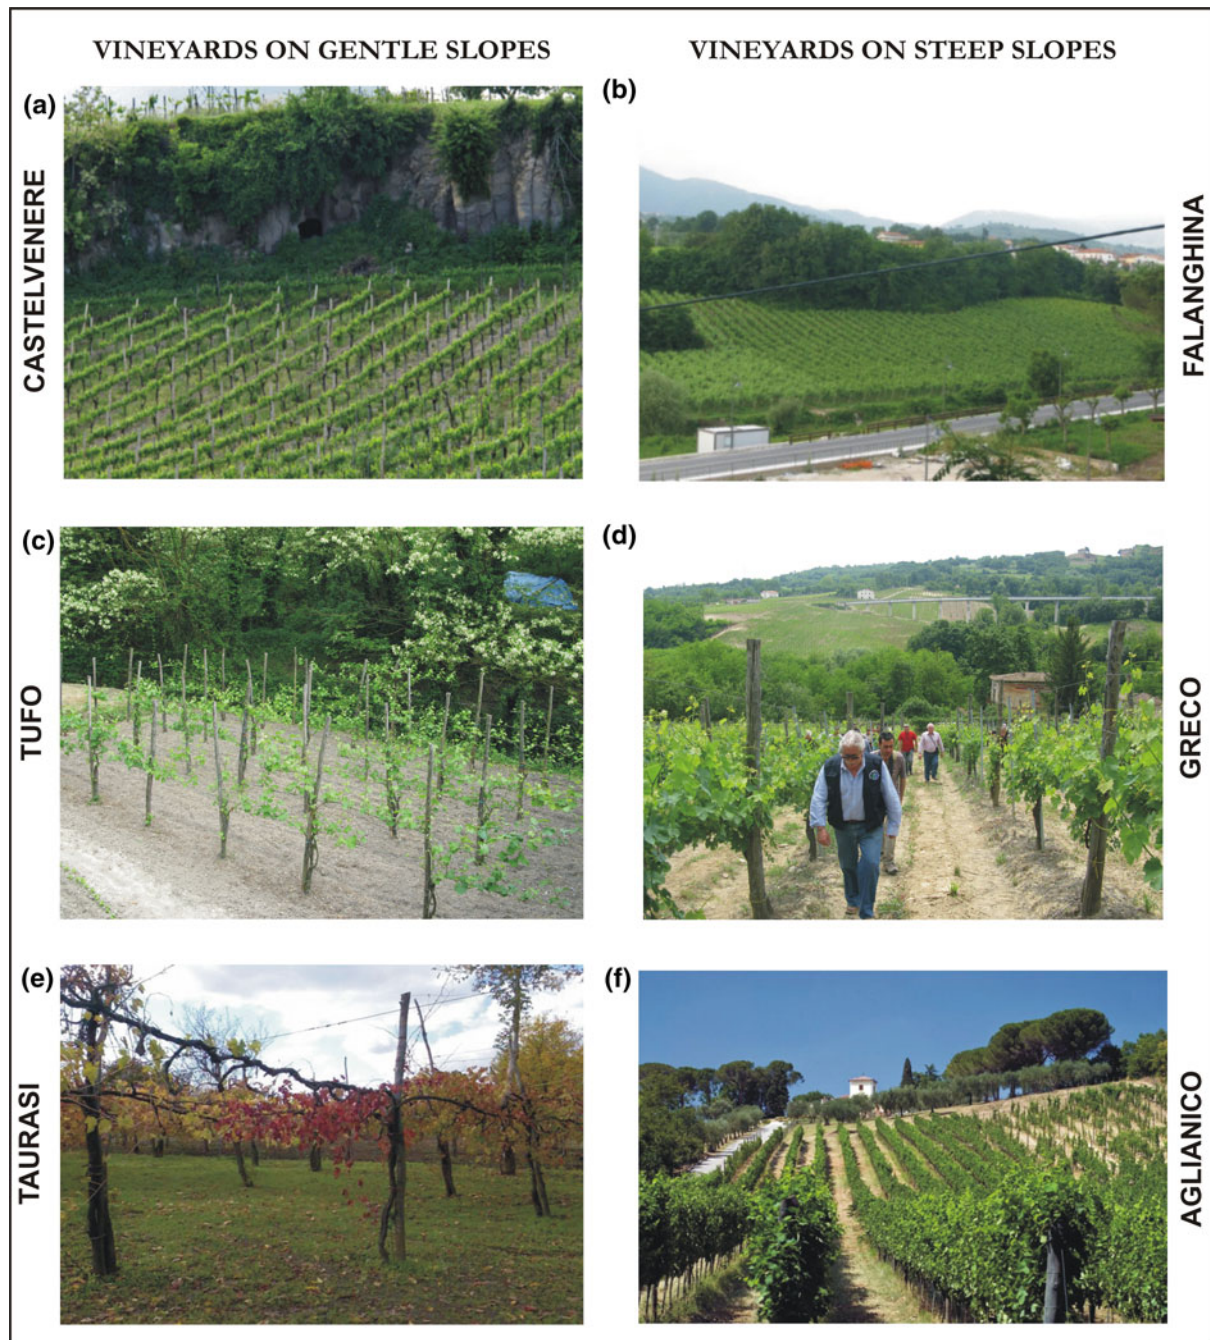 VINEYARDS ON GENTLE SLOPES
VINEYARDS ON STEEP SLOPES
(a)
CASTELVENERE
(b)
FALANGHINA
(c)
TUFO
(d)
GRECO
(e)
TAURASI
(f)
AGLIANICO